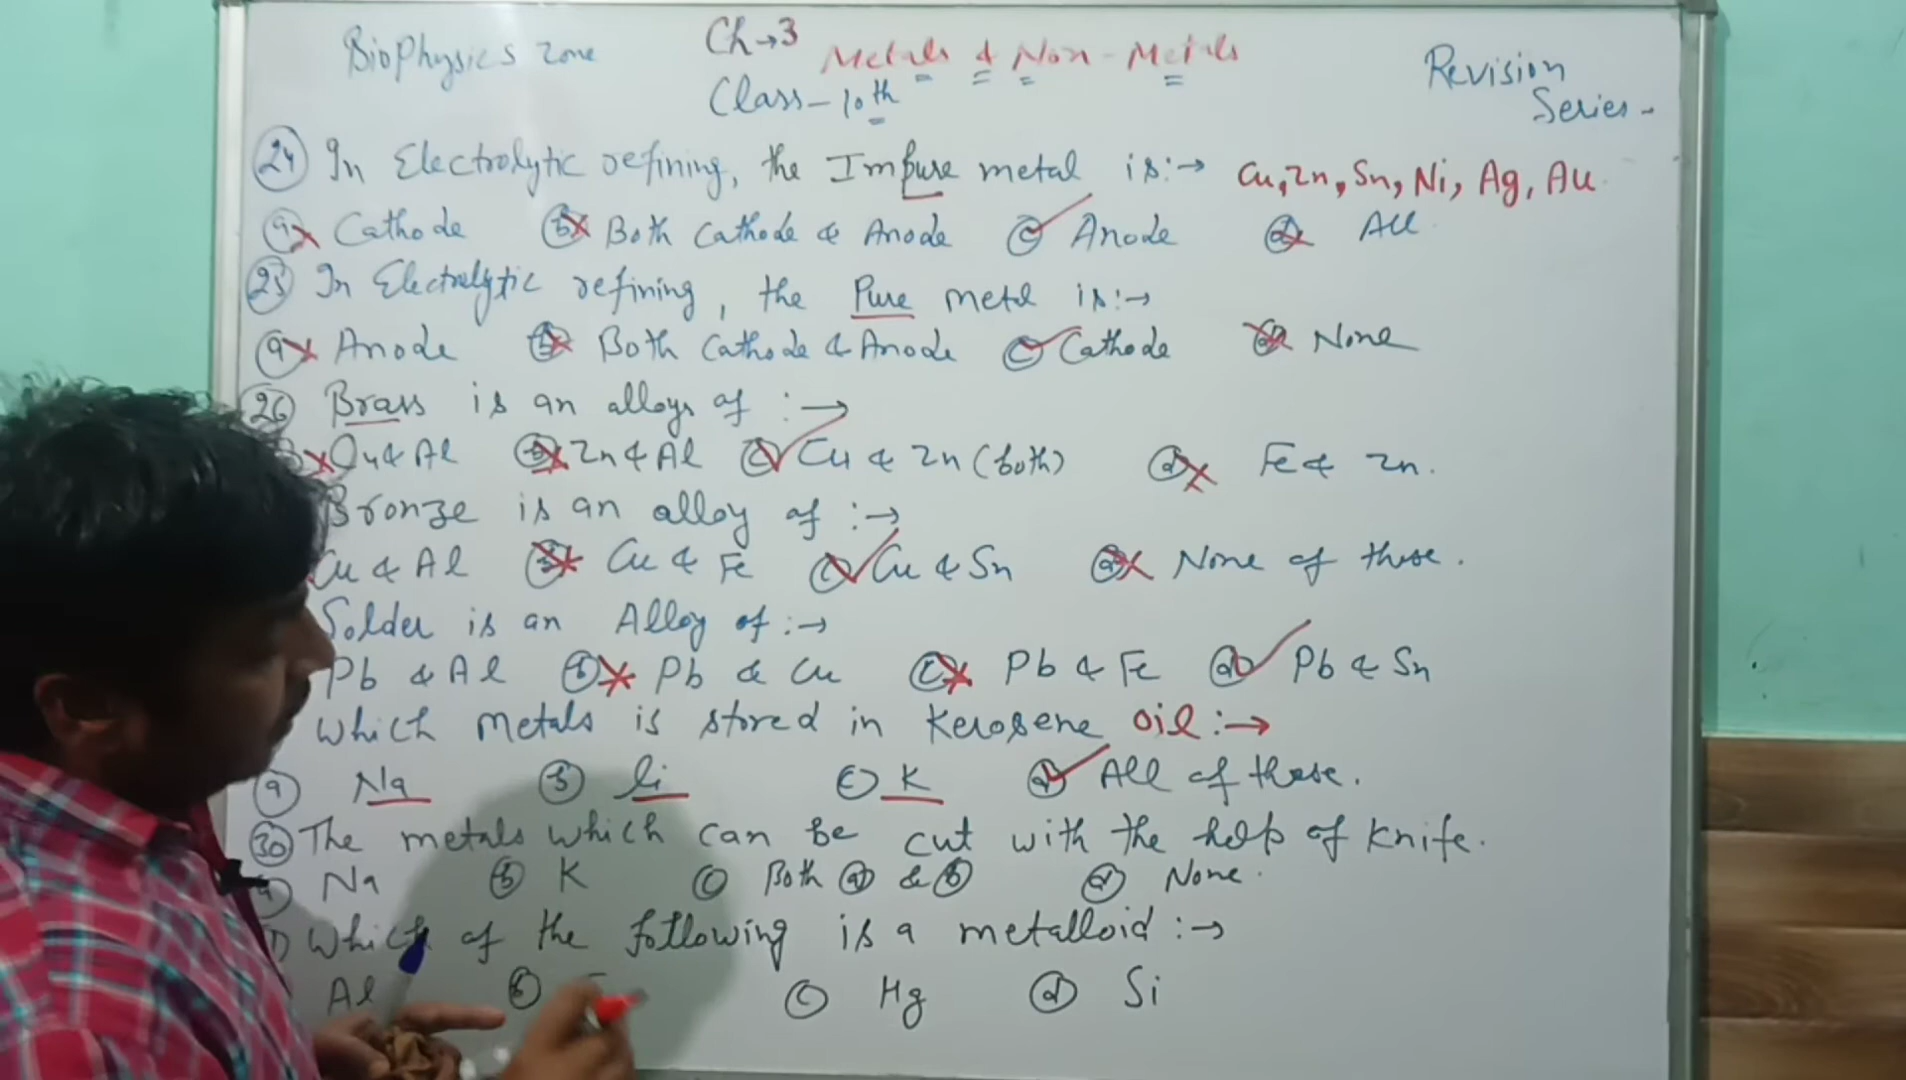 BioPhysics Zone
Ch→3 Metals & Non-Metals
Class-10th
Revision Series-
24 In Electrolytic refining, the Impure metal is:→ Cu, Zn, Sn, Ni, Ag, Au.
a Cathode b Both Cathode & Anode c Anode d All
25 In Electrolytic refining, the Pure metal is:→
a Anode b Both Cathode & Anode c Cathode d None
26 Brass is an alloys of :→
Cu & Al b Zn & Al c Cu & Zn (both) d Fe & Zn.
Bronze is an alloy of :→
Cu & Al b Cu & Fe c Cu & Sn d None of these.
Solder is an Alloy of :→
Pb & Al b Pb & Cu c Pb & Fe d Pb & Sn
Which metals is stored in Kerosene oil :→
a Na b li c K d All of these.
30 The metals which can be cut with the help of knife.
a Na b K c Both a & b d None.
Which of the following is a metalloid :→
Al b c Hg d Si